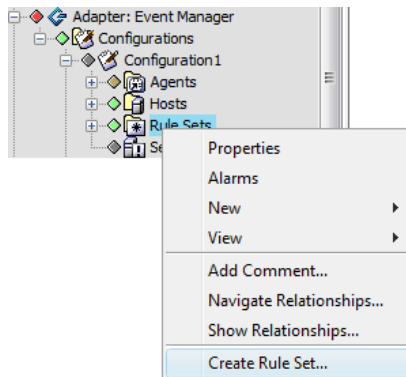 Adapter: Event Manager
Configurations
Configuration1
Agents
Hosts
Rule Sets
Se
Properties
Alarms
New
View
Add Comment...
Navigate Relationships...
Show Relationships...
Create Rule Set...